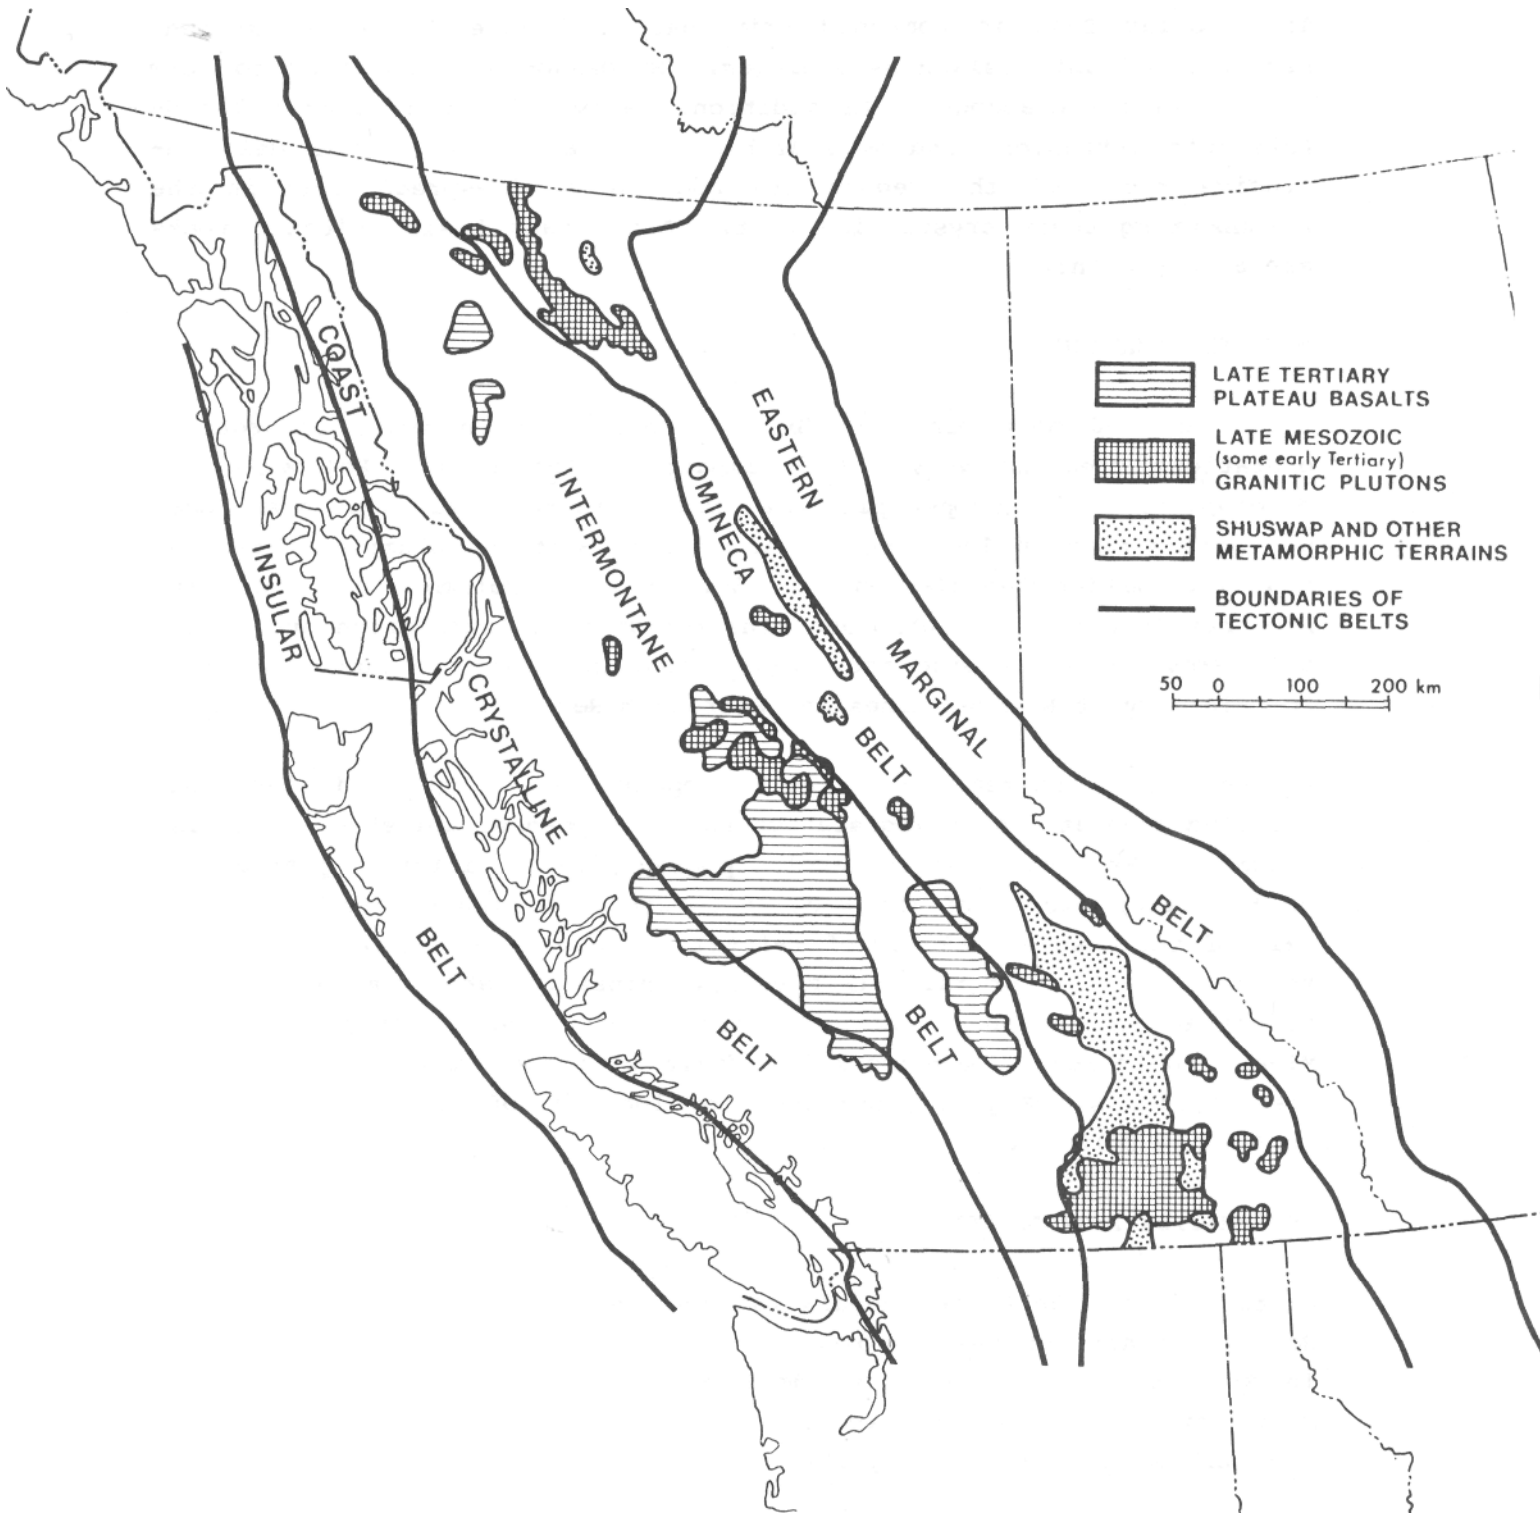 COAST
CRYSTALLINE
BELT
INSULAR
BELT
INTERMONTANE
BELT
OMINECA
BELT
EASTERN
MARGINAL
BELT
LATE TERTIARY
PLATEAU BASALTS
LATE MESOZOIC
(some early Tertiary)
GRANITIC PLUTONS
SHUSWAP AND OTHER
METAMORPHIC TERRAINS
BOUNDARIES OF
TECTONIC BELTS
50 0 100 200 km